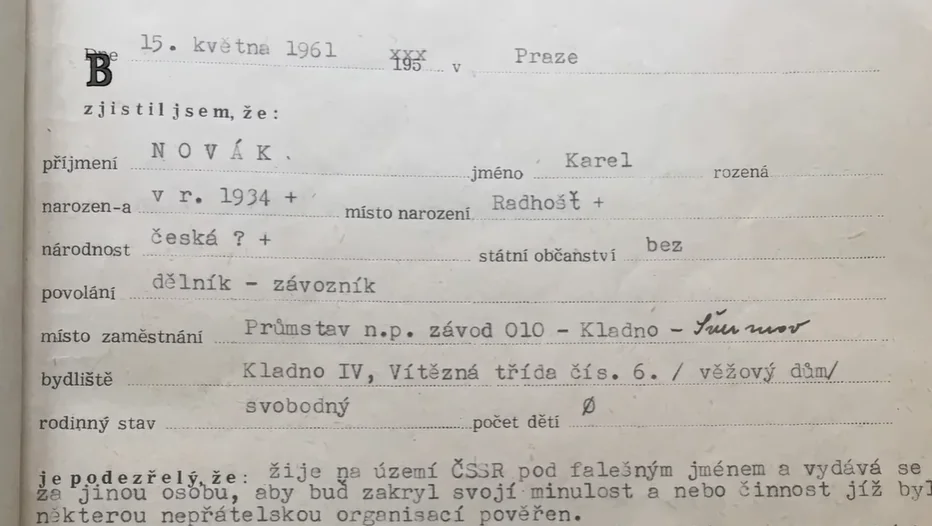 Dne 15. května 1961 xxx 195 v Praze
B
zjistil jsem, že:
příjmení NOVÁK. jméno Karel rozená
narozen-a v r. 1934 + místo narození Radhošť +
národnost česká ? + státní občanství bez
povolání dělník - závozník
místo zaměstnání Průmstav n.p. závod 010 - Kladno -
bydliště Kladno IV, Vítězná třída čís. 6. / věžový dům/
rodinný stav svobodný počet dětí Ø
je podezřelý, že: žije na území ČSSR pod falešným jménem a vydává se
za jinou osobu, aby buď zakryl svojí minulost a nebo činnost jíž byl
některou nepřátelskou organisací pověřen.